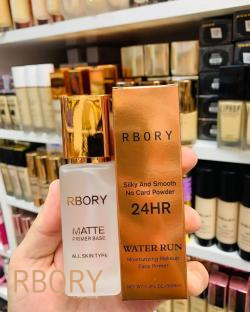 RBORY
MATTE
PRIMER BASE
ALL SKIN TYPE
RBORY
Silky And Smooth
No Card Powder
24HR
WATER RUN
Moisturizing Makeup
Face Primer
RBORY